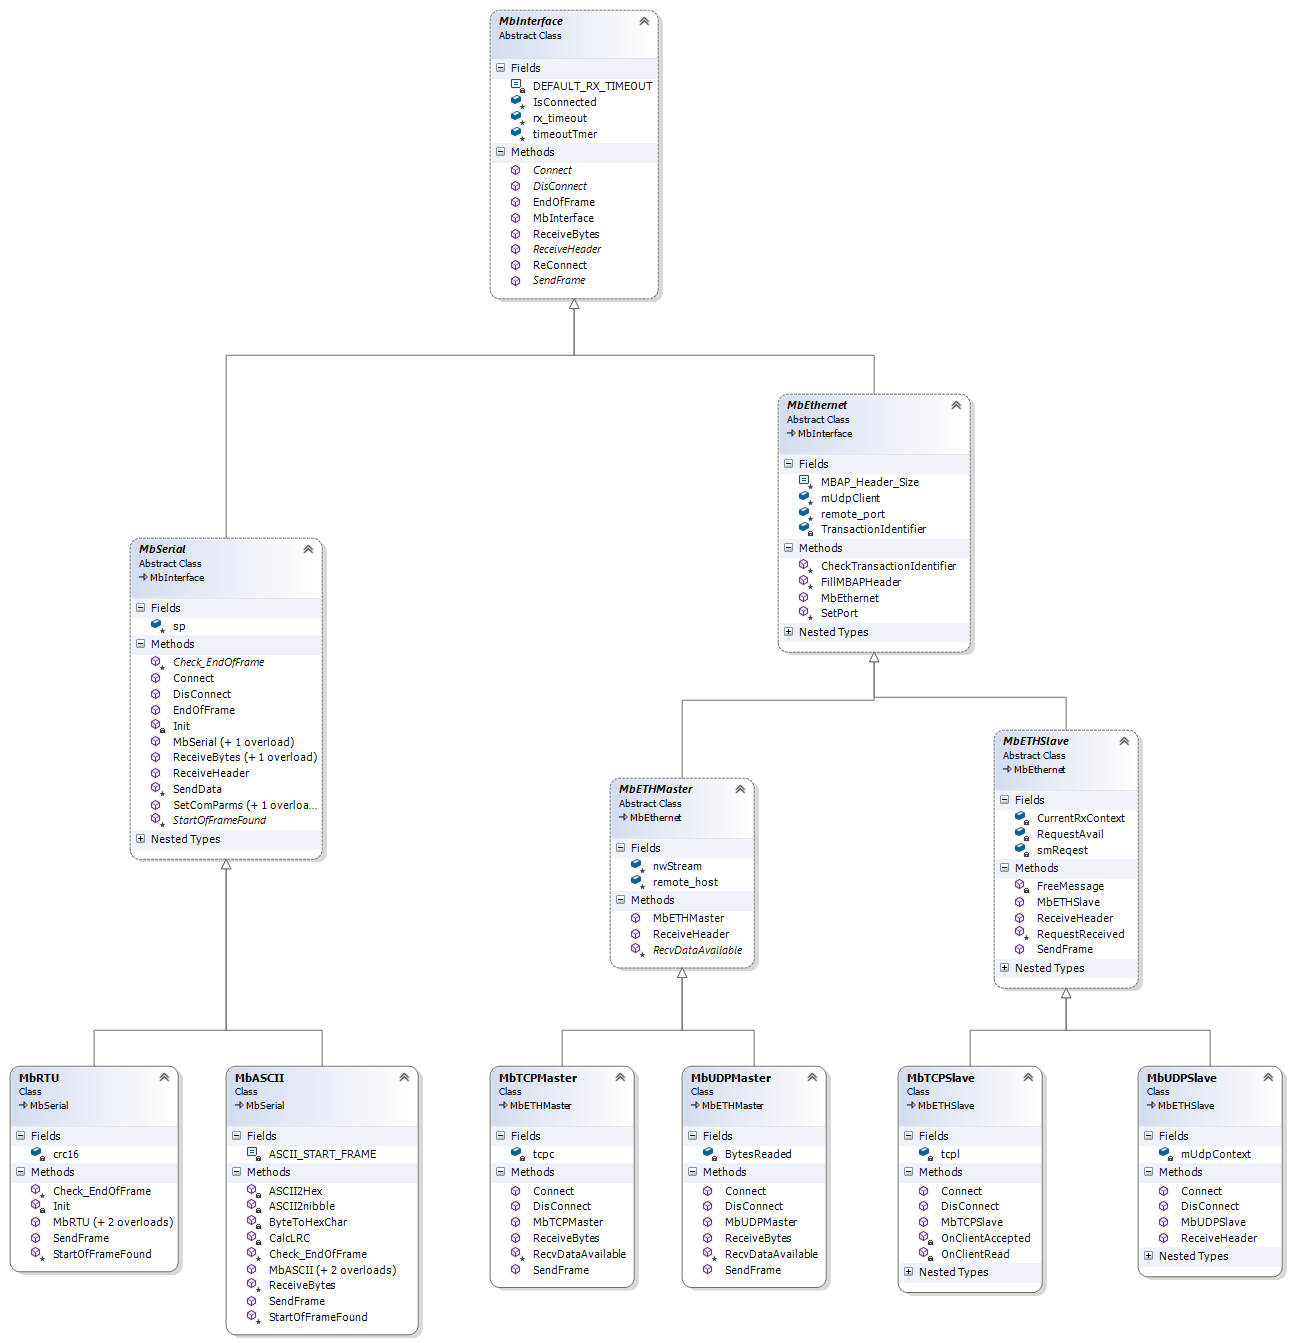 MbInterface
Abstract Class
Fields
DEFAULT_RX_TIMEOUT
IsConnected
rx_timeout
timeoutTmer
Methods
Connect
DisConnect
EndOfFrame
MbInterface
ReceiveBytes
ReceiveHeader
ReConnect
SendFrame
MbEthernet
Abstract Class
MbInterface
Fields
MBAP_Header_Size
mUdpClient
remote_port
TransactionIdentifier
Methods
CheckTransactionIdentifier
FillMBAPHeader
MbEthernet
SetPort
Nested Types
MbSerial
Abstract Class
MbInterface
Fields
sp
Methods
Check_EndOfFrame
Connect
DisConnect
EndOfFrame
Init
MbSerial (+ 1 overload)
ReceiveBytes (+ 1 overload)
ReceiveHeader
SendData
SetComParms (+ 1 overloa...
StartOfFrameFound
Nested Types
MbETHMaster
Abstract Class
MbEthernet
Fields
nwStream
remote_host
Methods
MbETHMaster
ReceiveHeader
RecvDataAvailable
MbETHSlave
Abstract Class
MbEthernet
Fields
CurrentRxContext
RequestAvail
smReqest
Methods
FreeMessage
MbETHSlave
ReceiveHeader
RequestReceived
SendFrame
Nested Types
MbRTU
Class
MbSerial
Fields
crc16
Methods
Check_EndOfFrame
Init
MbRTU (+ 2 overloads)
SendFrame
StartOfFrameFound
MbASCII
Class
MbSerial
Fields
ASCII_START_FRAME
Methods
ASCII2Hex
ASCII2nibble
ByteToHexChar
CalcLRC
Check_EndOfFrame
MbASCII (+ 2 overloads)
ReceiveBytes
SendFrame
StartOfFrameFound
MbTCPMaster
Class
MbETHMaster
Fields
tcpc
Methods
Connect
DisConnect
MbTCPMaster
ReceiveBytes
RecvDataAvailable
SendFrame
MbUDPMaster
Class
MbETHMaster
Fields
BytesReaded
Methods
Connect
DisConnect
MbUDPMaster
ReceiveBytes
RecvDataAvailable
SendFrame
MbTCPSlave
Class
MbETHSlave
Fields
tcpl
Methods
Connect
DisConnect
MbTCPSlave
OnClientAccepted
OnClientRead
Nested Types
MbUDPSlave
Class
MbETHSlave
Fields
mUdpContext
Methods
Connect
DisConnect
MbUDPSlave
ReceiveHeader
Nested Types